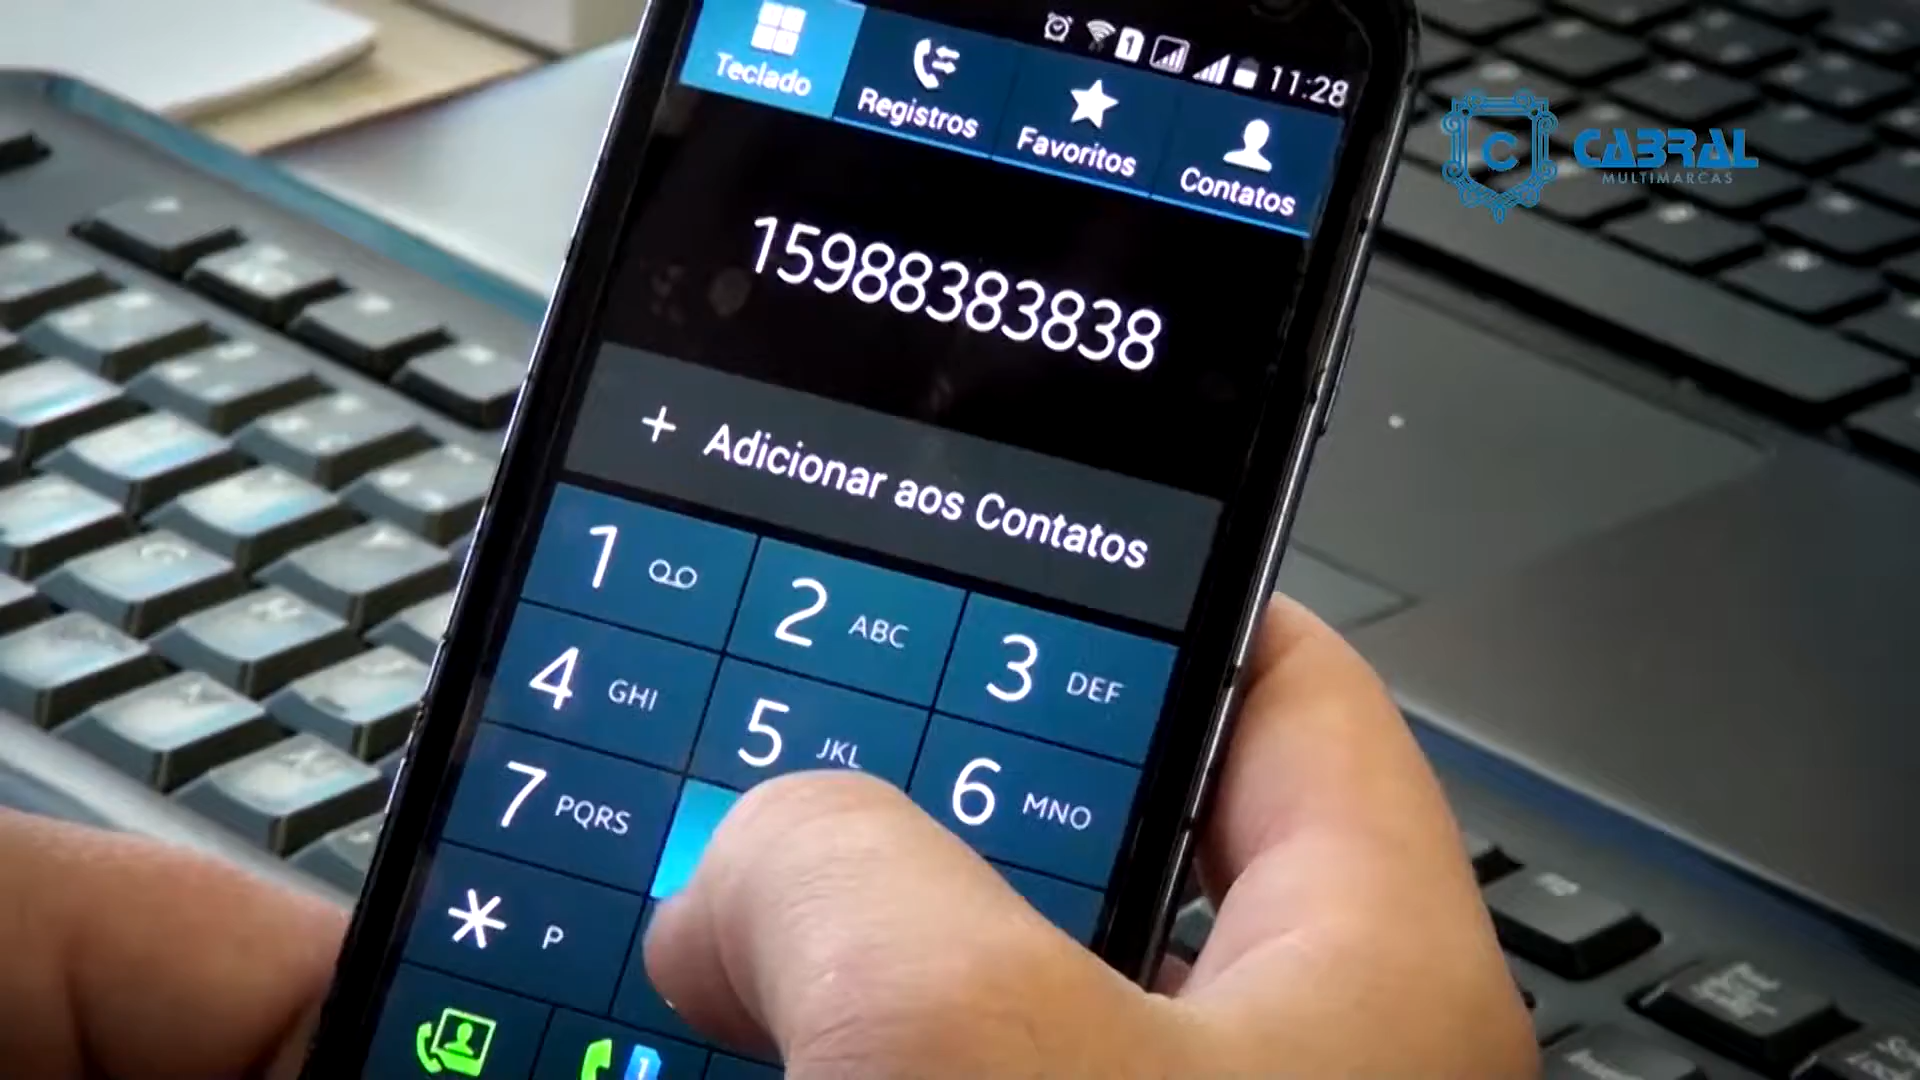 11:28
Teclado
Registros
Favoritos
Contatos
C
CABRAL
MULTIMARCAS
15988383838
+ Adicionar aos Contatos
1
2 ABC
3 DEF
4 GHI
5 JKL
6 MNO
7 PQRS
* P
1